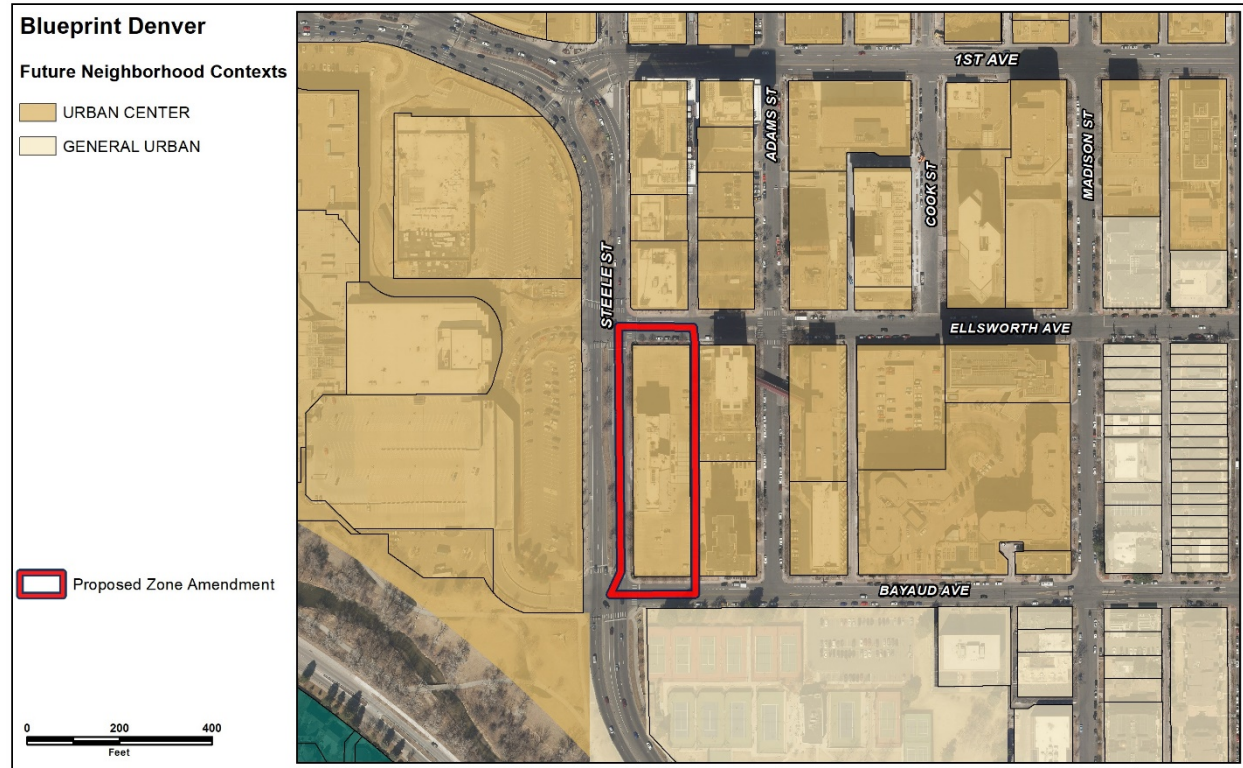 Blueprint Denver
Future Neighborhood Contexts
URBAN CENTER
GENERAL URBAN
Proposed Zone Amendment
0 200 400
Feet
1ST AVE
ADAMS ST
COOK ST
MADISON ST
STEELE ST
ELLSWORTH AVE
BAYAUD AVE